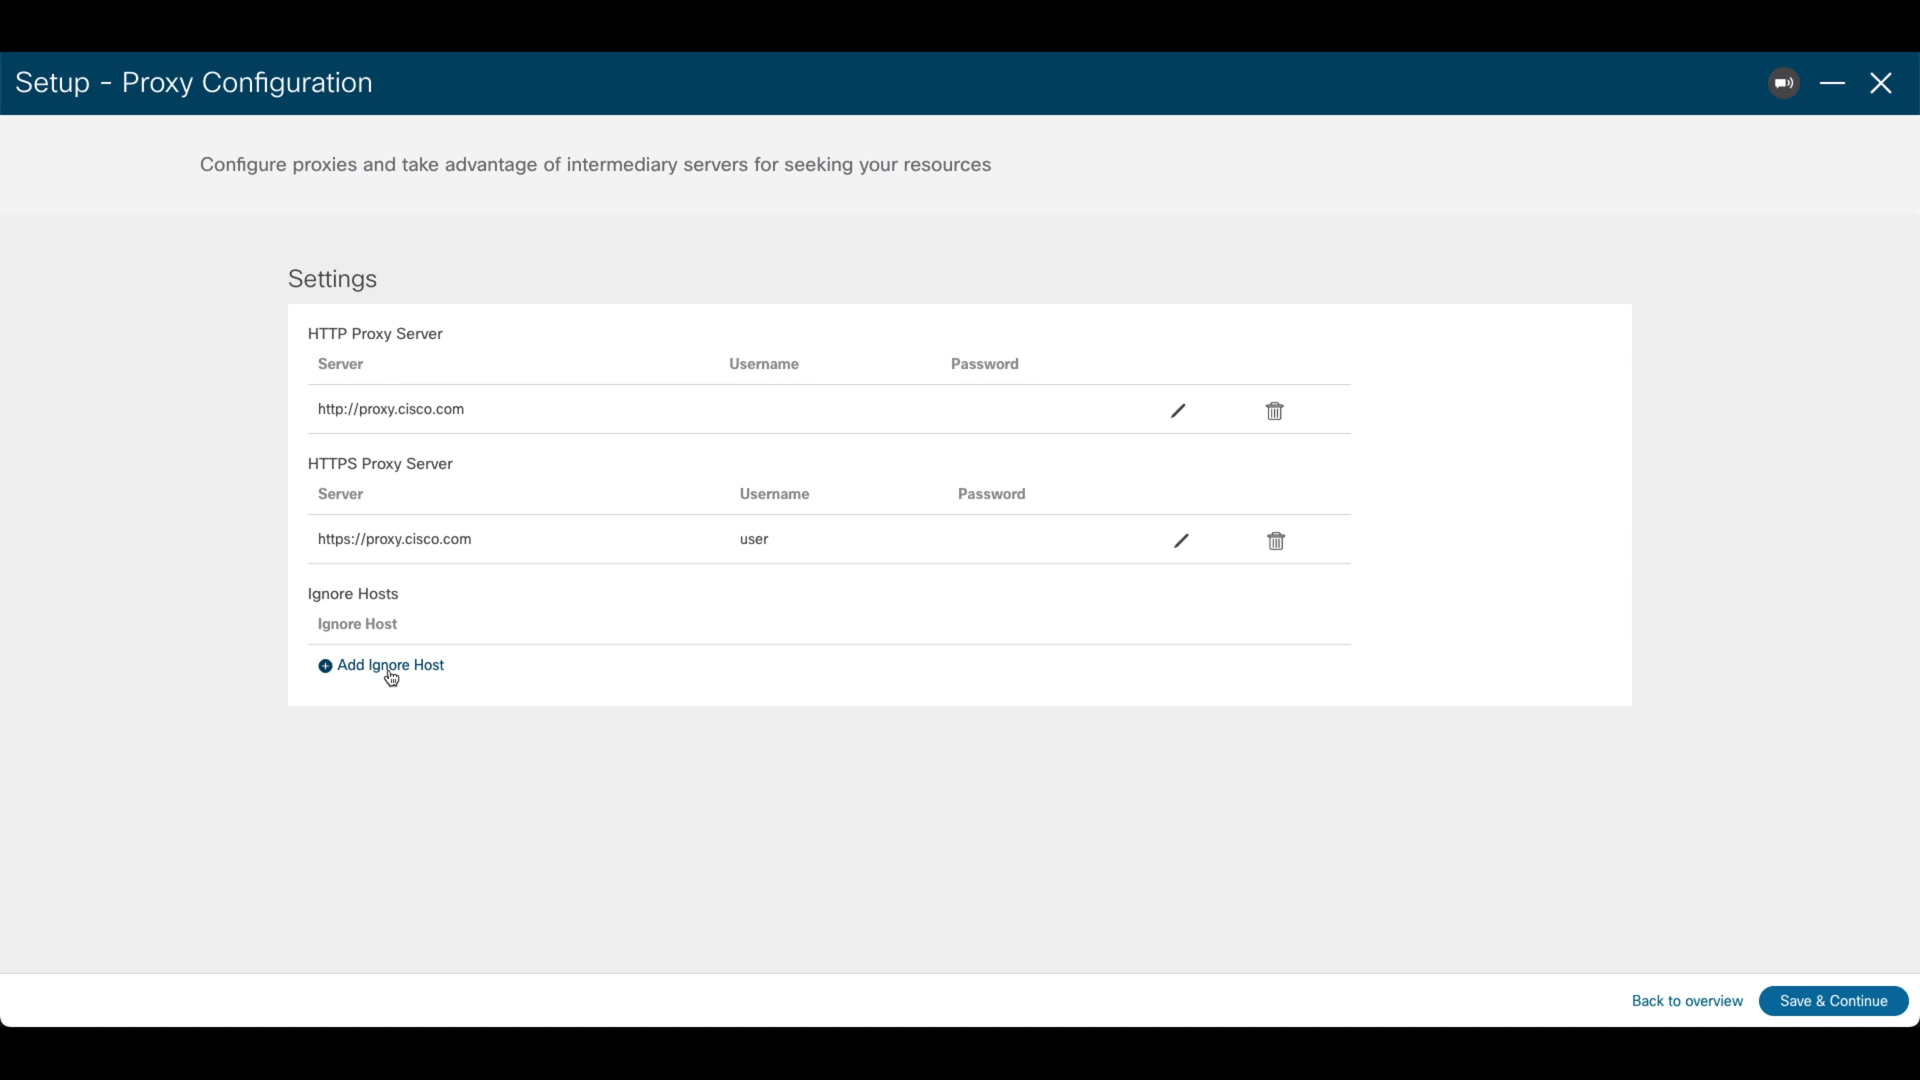 Setup - Proxy Configuration
Configure proxies and take advantage of intermediary servers for seeking your resources
Settings
HTTP Proxy Server
Server Username Password
http://proxy.cisco.com
HTTPS Proxy Server
Server Username Password
https://proxy.cisco.com user
Ignore Hosts
Ignore Host
Add Ignore Host
Back to overview Save & Continue